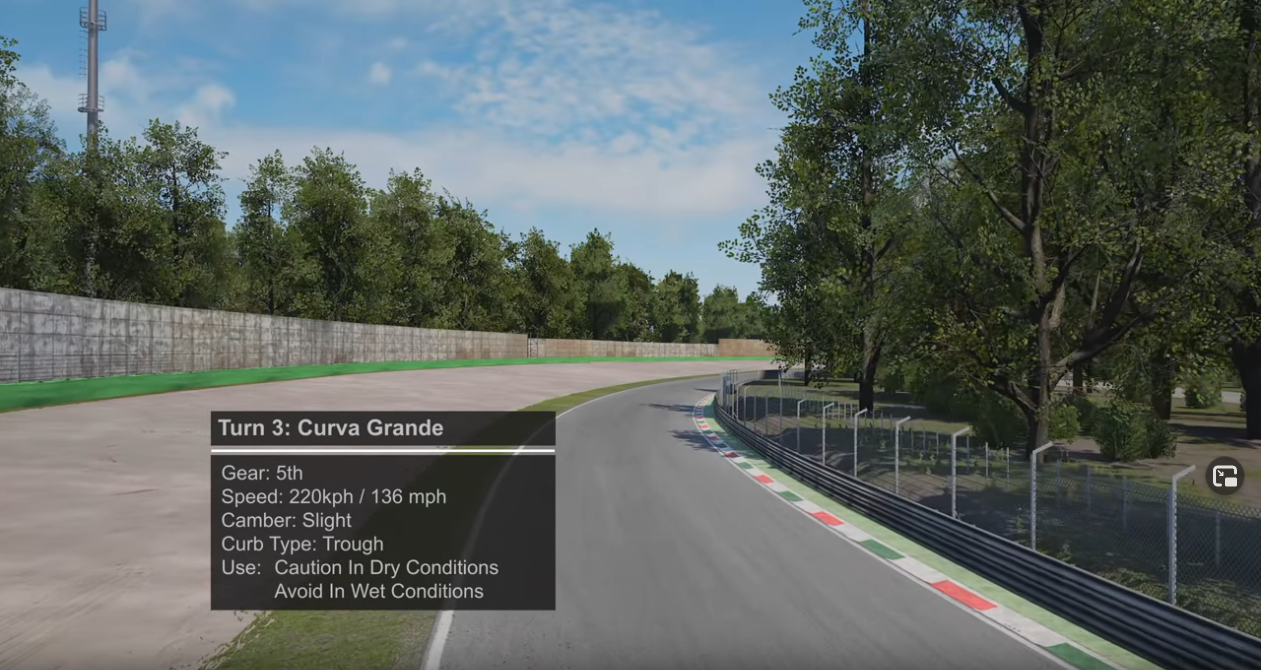 Turn 3: Curva Grande
Gear: 5th
Speed: 220kph / 136 mph
Camber: Slight
Curb Type: Trough
Use: Caution In Dry Conditions
Avoid In Wet Conditions